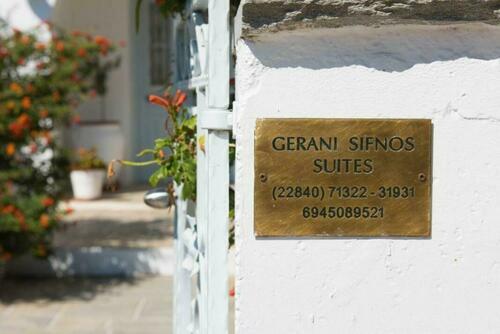 GERANI SIFNOS
SUITES
(22840) 71322 - 31931
6945089521